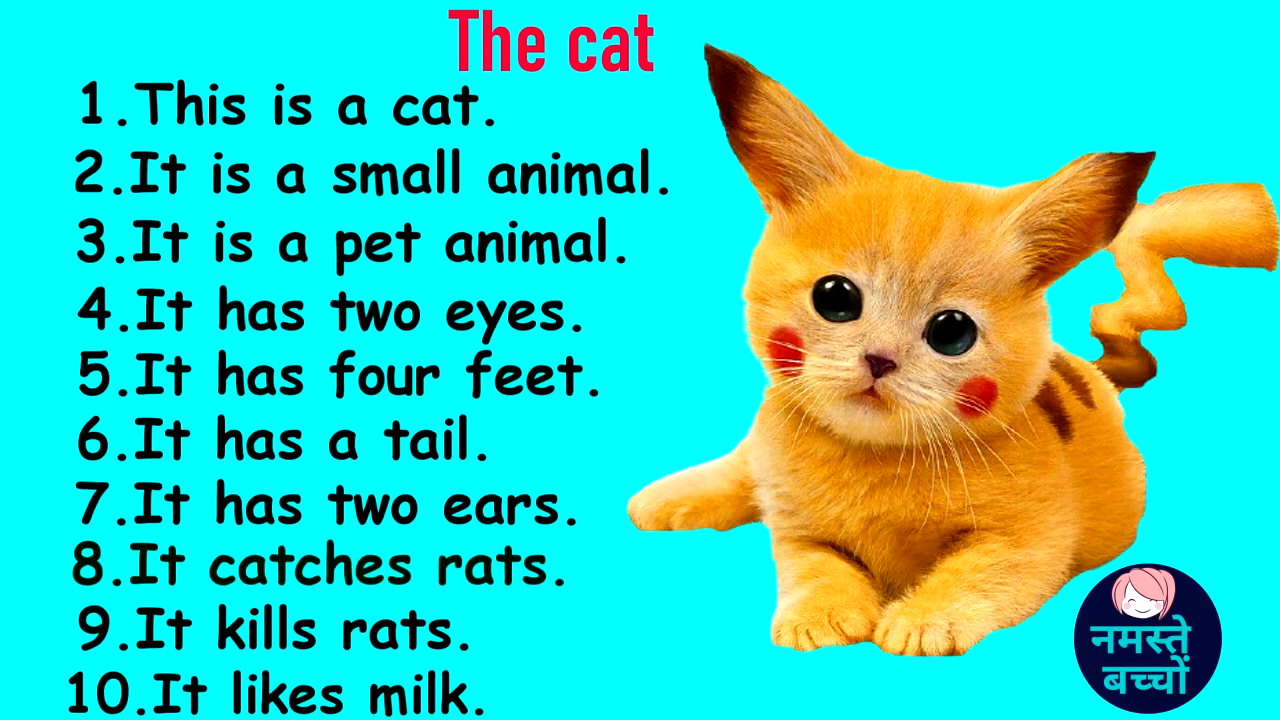 The cat
1.This is a cat.
2.It is a small animal.
3.It is a pet animal.
4.It has two eyes.
5.It has four feet.
6.It has a tail.
7.It has two ears.
8.It catches rats.
9.It kills rats.
10.It likes milk.
नमस्ते
बच्चों